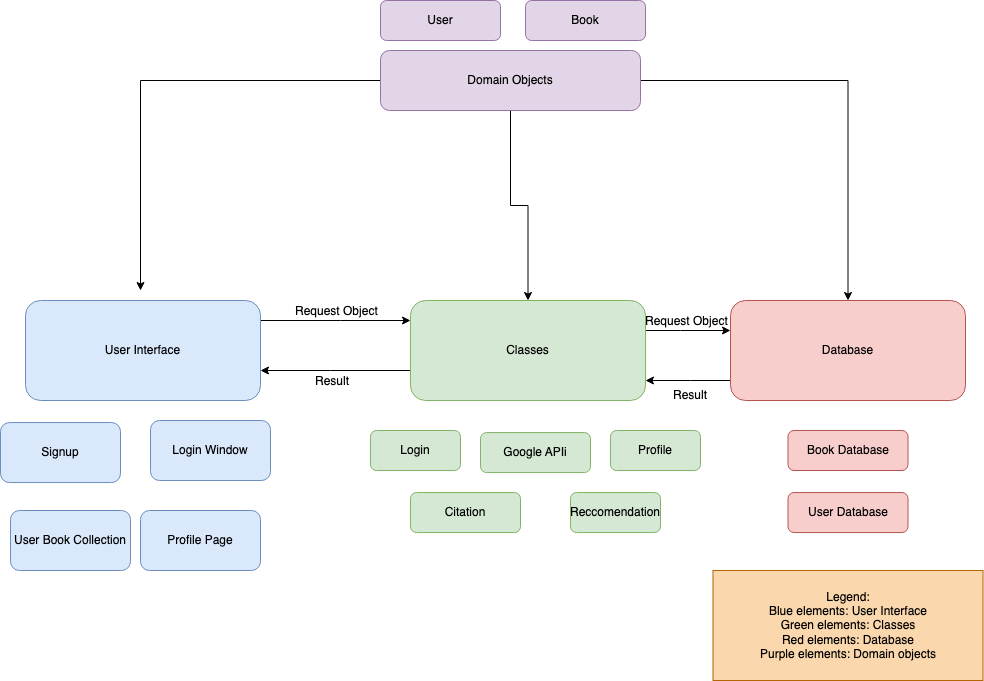 User
Book
Domain Objects
Request Object
Request Object
User Interface
Classes
Database
Result
Result
Signup
Login Window
Login
Google APIi
Profile
Book Database
Citation
Reccomendation
User Database
User Book Collection
Profile Page
Legend:
Blue elements: User Interface
Green elements: Classes
Red elements: Database
Purple elements: Domain objects